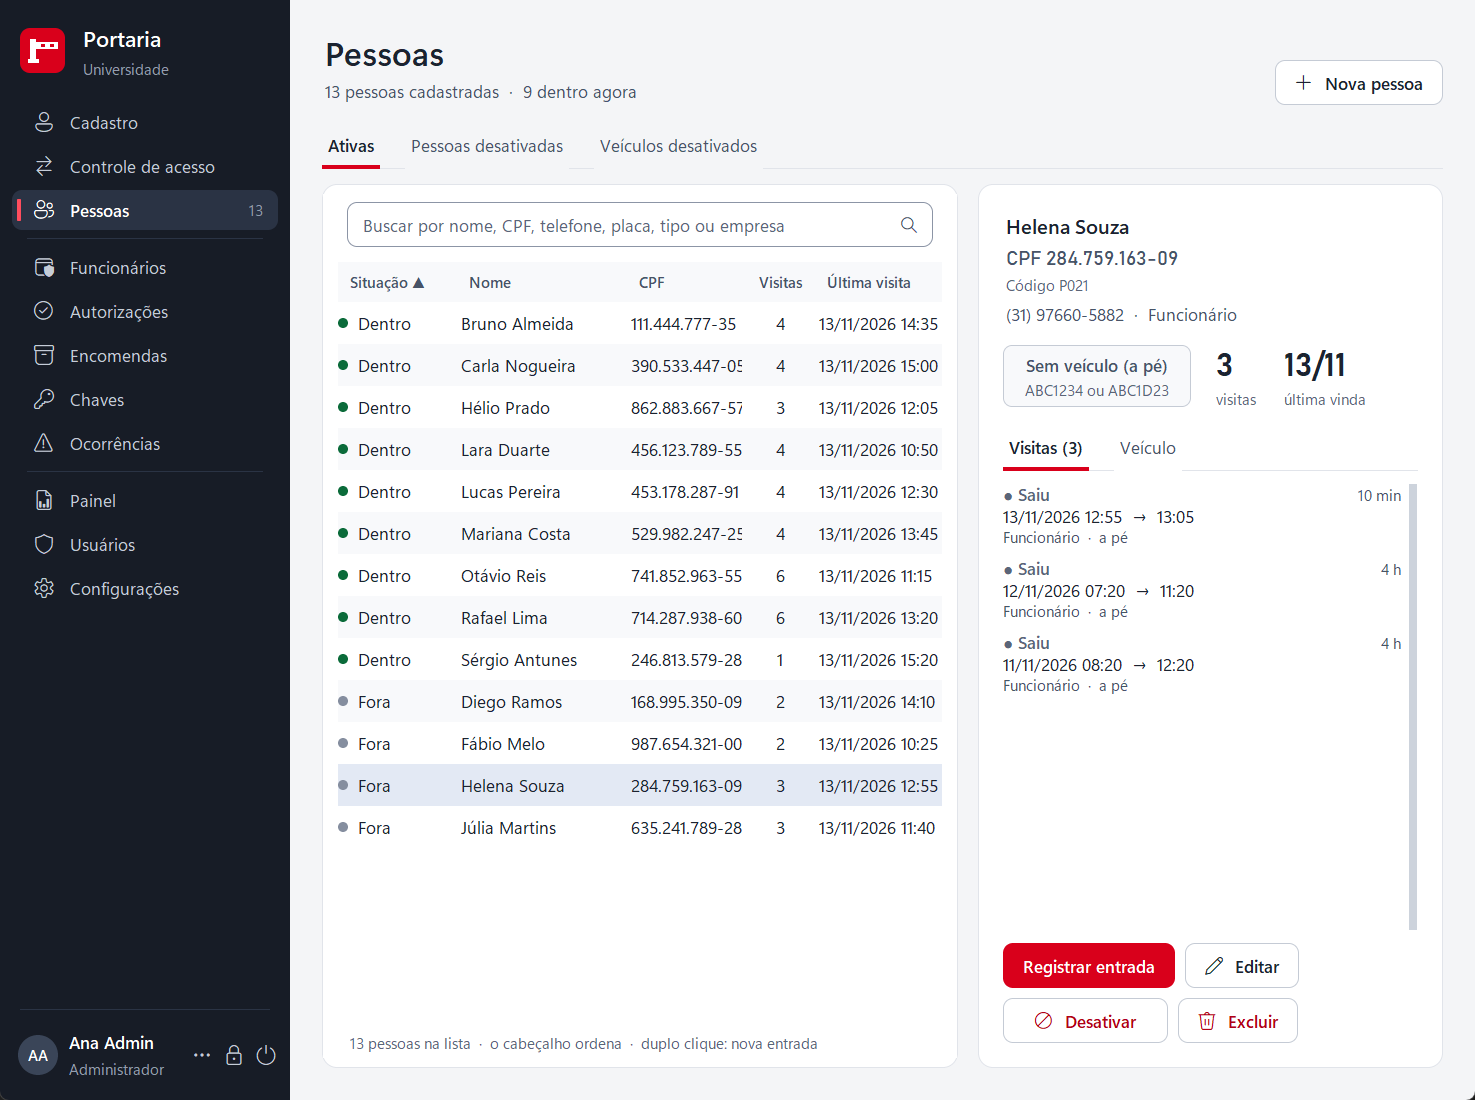 Portaria
Universidade
Cadastro
Controle de acesso
Pessoas 13
Funcionários
Autorizações
Encomendas
Chaves
Ocorrências
Painel
Usuários
Configurações
AA
Ana Admin
Administrador
Pessoas
13 pessoas cadastradas · 9 dentro agora
Nova pessoa
Ativas Pessoas desativadas Veículos desativados
Buscar por nome, CPF, telefone, placa, tipo ou empresa
Situação ▲ Nome CPF Visitas Última visita
Dentro Bruno Almeida 111.444.777-35 4 13/11/2026 14:35
Dentro Carla Nogueira 390.533.447-05 4 13/11/2026 15:00
Dentro Hélio Prado 862.883.667-57 3 13/11/2026 12:05
Dentro Lara Duarte 456.123.789-55 4 13/11/2026 10:50
Dentro Lucas Pereira 453.178.287-91 4 13/11/2026 12:30
Dentro Mariana Costa 529.982.247-25 4 13/11/2026 13:45
Dentro Otávio Reis 741.852.963-55 6 13/11/2026 11:15
Dentro Rafael Lima 714.287.938-60 6 13/11/2026 13:20
Dentro Sérgio Antunes 246.813.579-28 1 13/11/2026 15:20
Fora Diego Ramos 168.995.350-09 2 13/11/2026 14:10
Fora Fábio Melo 987.654.321-00 2 13/11/2026 10:25
Fora Helena Souza 284.759.163-09 3 13/11/2026 12:55
Fora Júlia Martins 635.241.789-28 3 13/11/2026 11:40
13 pessoas na lista · o cabeçalho ordena · duplo clique: nova entrada
Helena Souza
CPF 284.759.163-09
Código P021
(31) 97660-5882 · Funcionário
Sem veículo (a pé)
ABC1234 ou ABC1D23
3
visitas
13/11
última vinda
Visitas (3) Veículo
● Saiu 10 min
13/11/2026 12:55 → 13:05
Funcionário · a pé
● Saiu 4 h
12/11/2026 07:20 → 11:20
Funcionário · a pé
● Saiu 4 h
11/11/2026 08:20 → 12:20
Funcionário · a pé
Registrar entrada
Editar
Desativar
Excluir